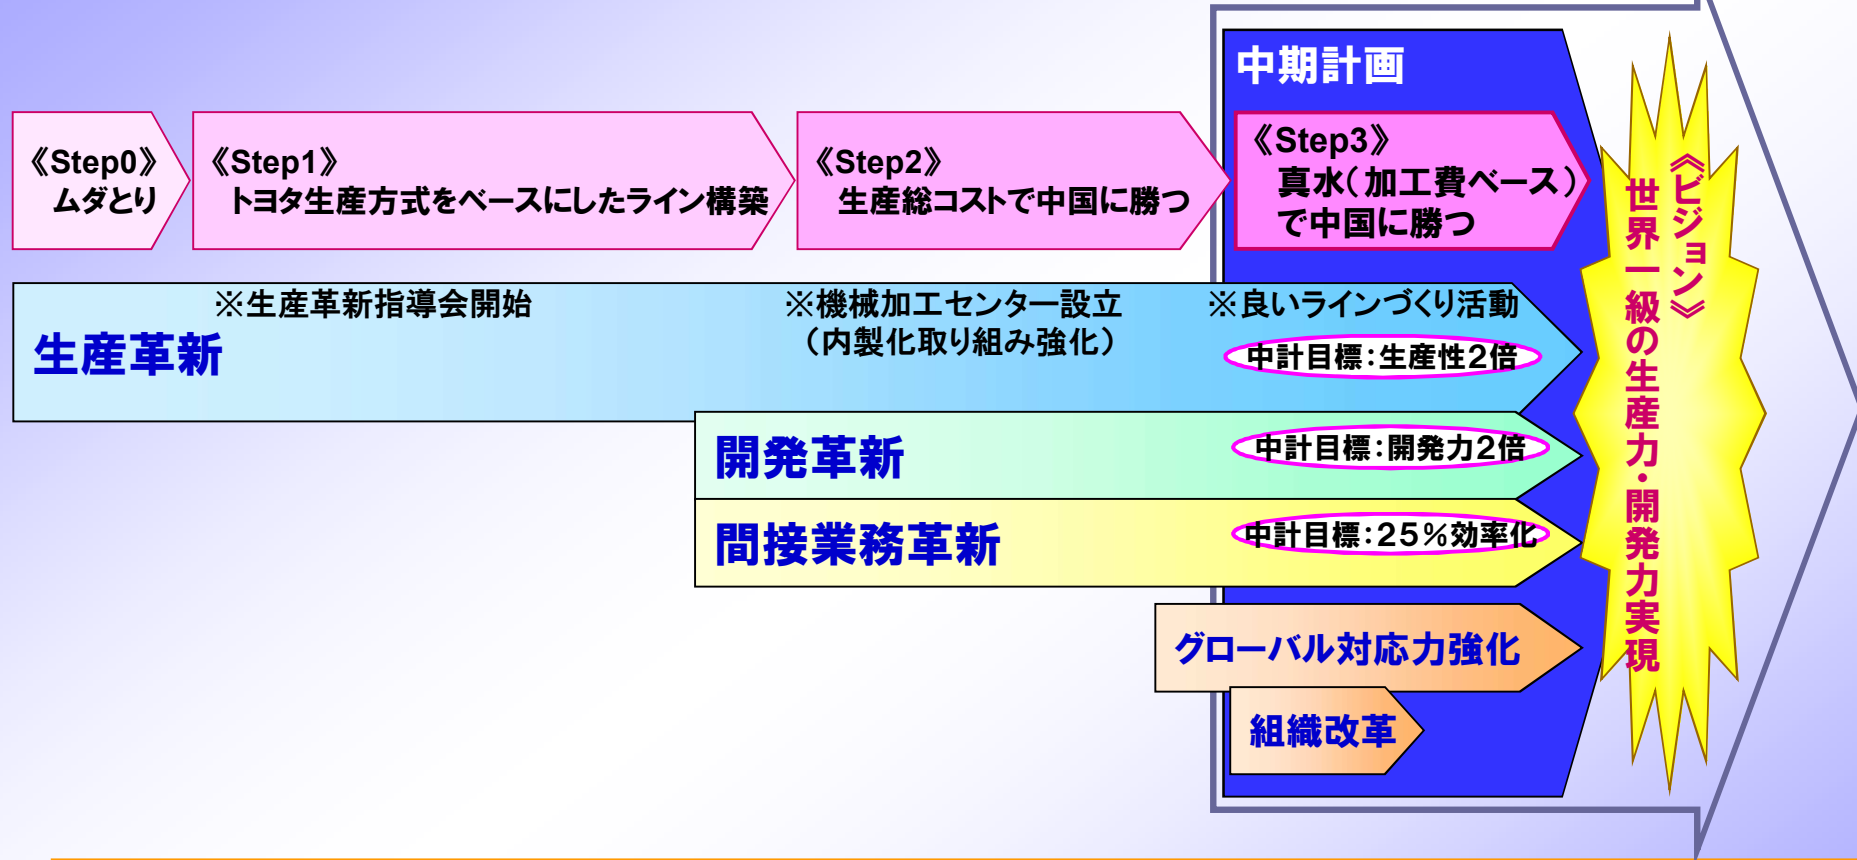 中期計画
《Step0》
ムダとり
《Step1》
トヨタ生産方式をベースにしたライン構築
《Step2》
生産総コストで中国に勝つ
《Step3》
真水(加工費ベース)
で中国に勝つ
※生産革新指導会開始
※機械加工センター設立
(内製化取り組み強化)
※良いラインづくり活動
生産革新
中計目標:生産性2倍
開発革新
中計目標:開発力2倍
間接業務革新
中計目標:25%効率化
グローバル対応力強化
組織改革
《ビジョン》
世界一級の生産力・開発力実現